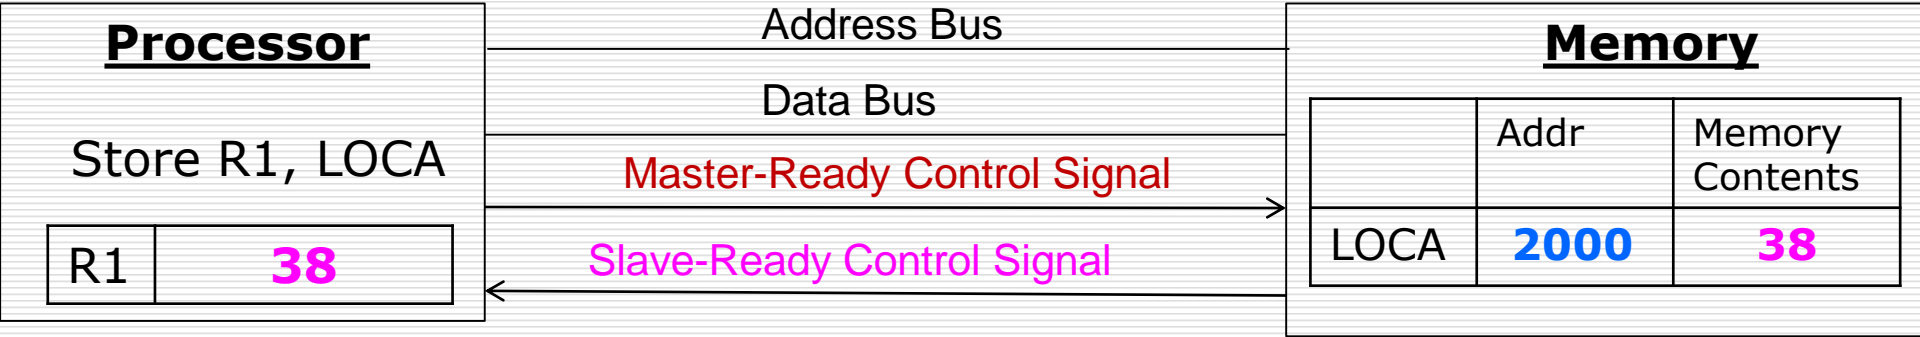 Processor
Store R1, LOCA
R1 38
Address Bus
Data Bus
Master-Ready Control Signal
Slave-Ready Control Signal
Memory
Addr Memory
Contents
LOCA 2000 38